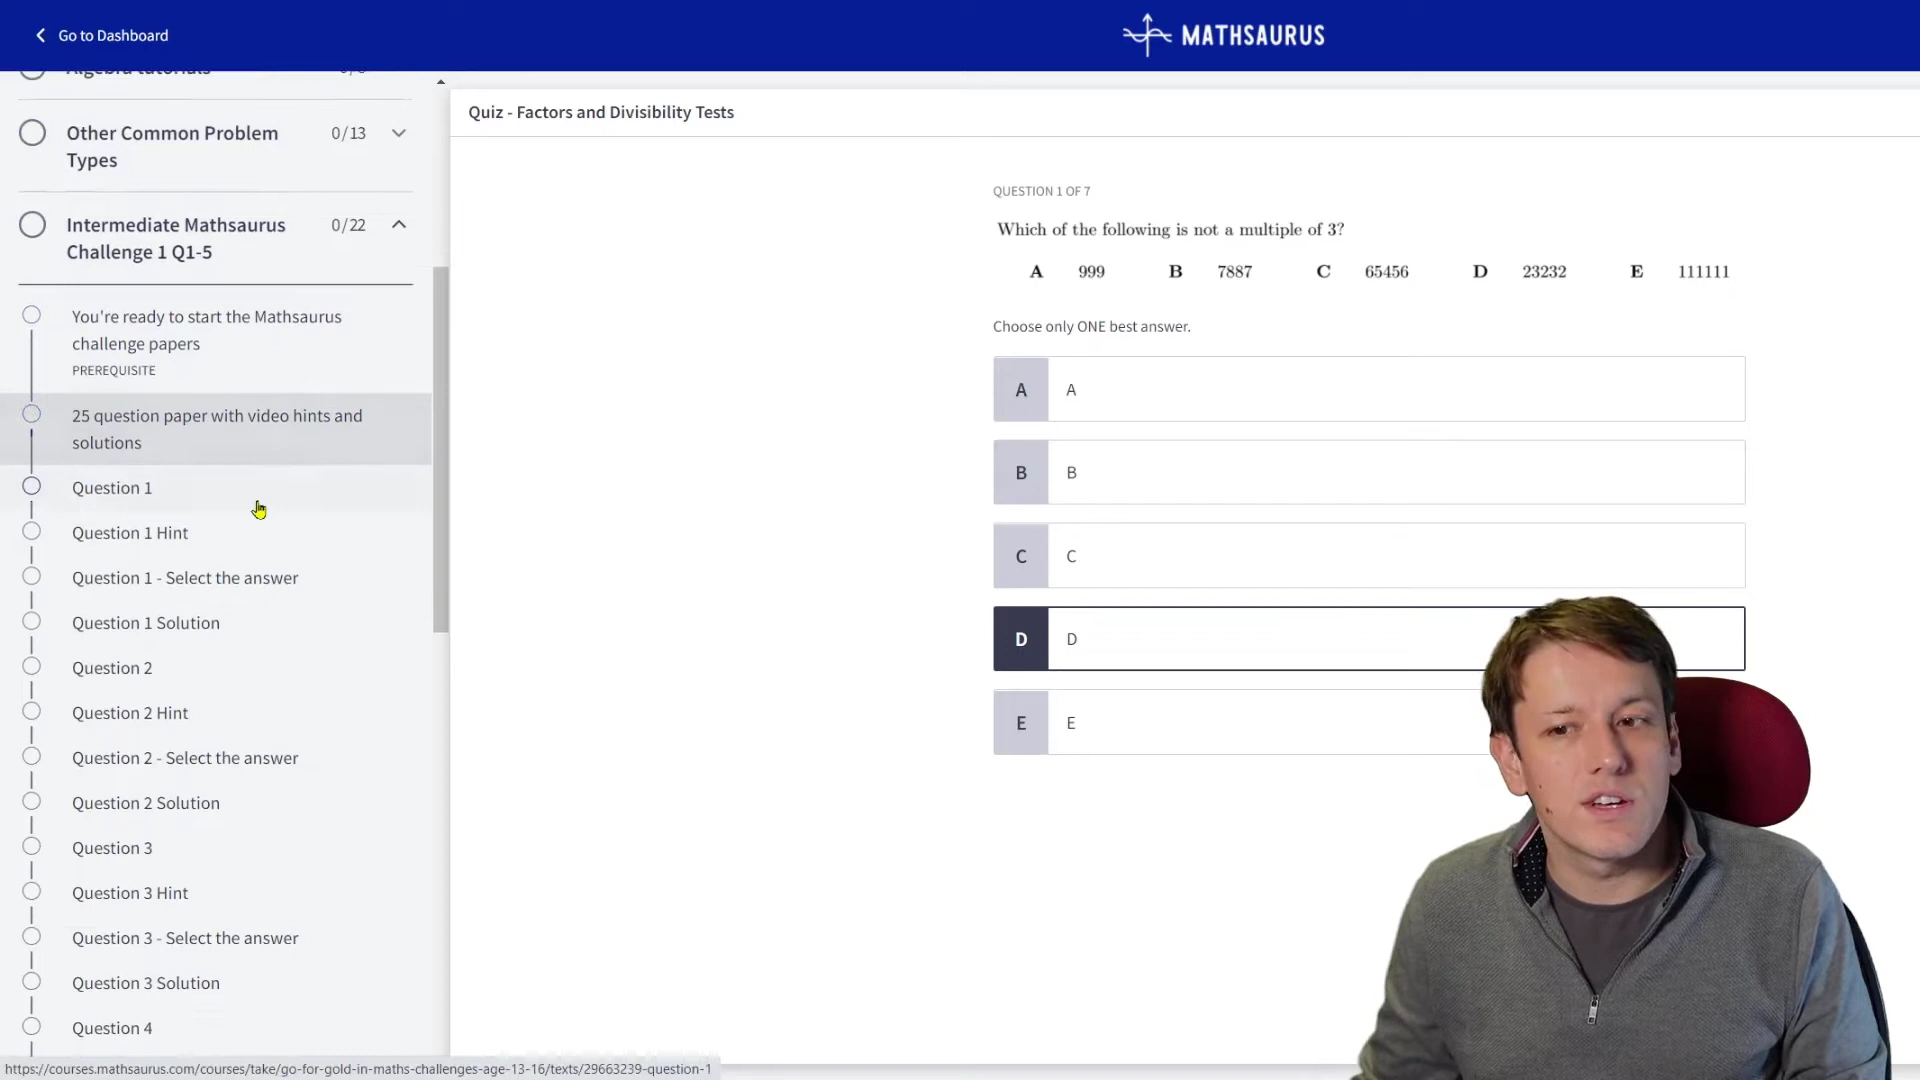 Go to Dashboard
MATHSAURUS
Algebra tutorials
Other Common Problem 0/13
Types
Intermediate Mathsaurus 0/22
Challenge 1 Q1-5
You're ready to start the Mathsaurus
challenge papers
PREREQUISITE
25 question paper with video hints and
solutions
Question 1
Question 1 Hint
Question 1 - Select the answer
Question 1 Solution
Question 2
Question 2 Hint
Question 2 - Select the answer
Question 2 Solution
Question 3
Question 3 Hint
Question 3 - Select the answer
Question 3 Solution
Question 4
Quiz - Factors and Divisibility Tests
QUESTION 1 OF 7
Which of the following is not a multiple of 3?
A 999 B 7887 C 65456 D 23232 E 111111
Choose only ONE best answer.
A A
B B
C C
D D
E E
https://courses.mathsaurus.com/courses/take/go-for-gold-in-maths-challenges-age-13-16/texts/29663239-question-1